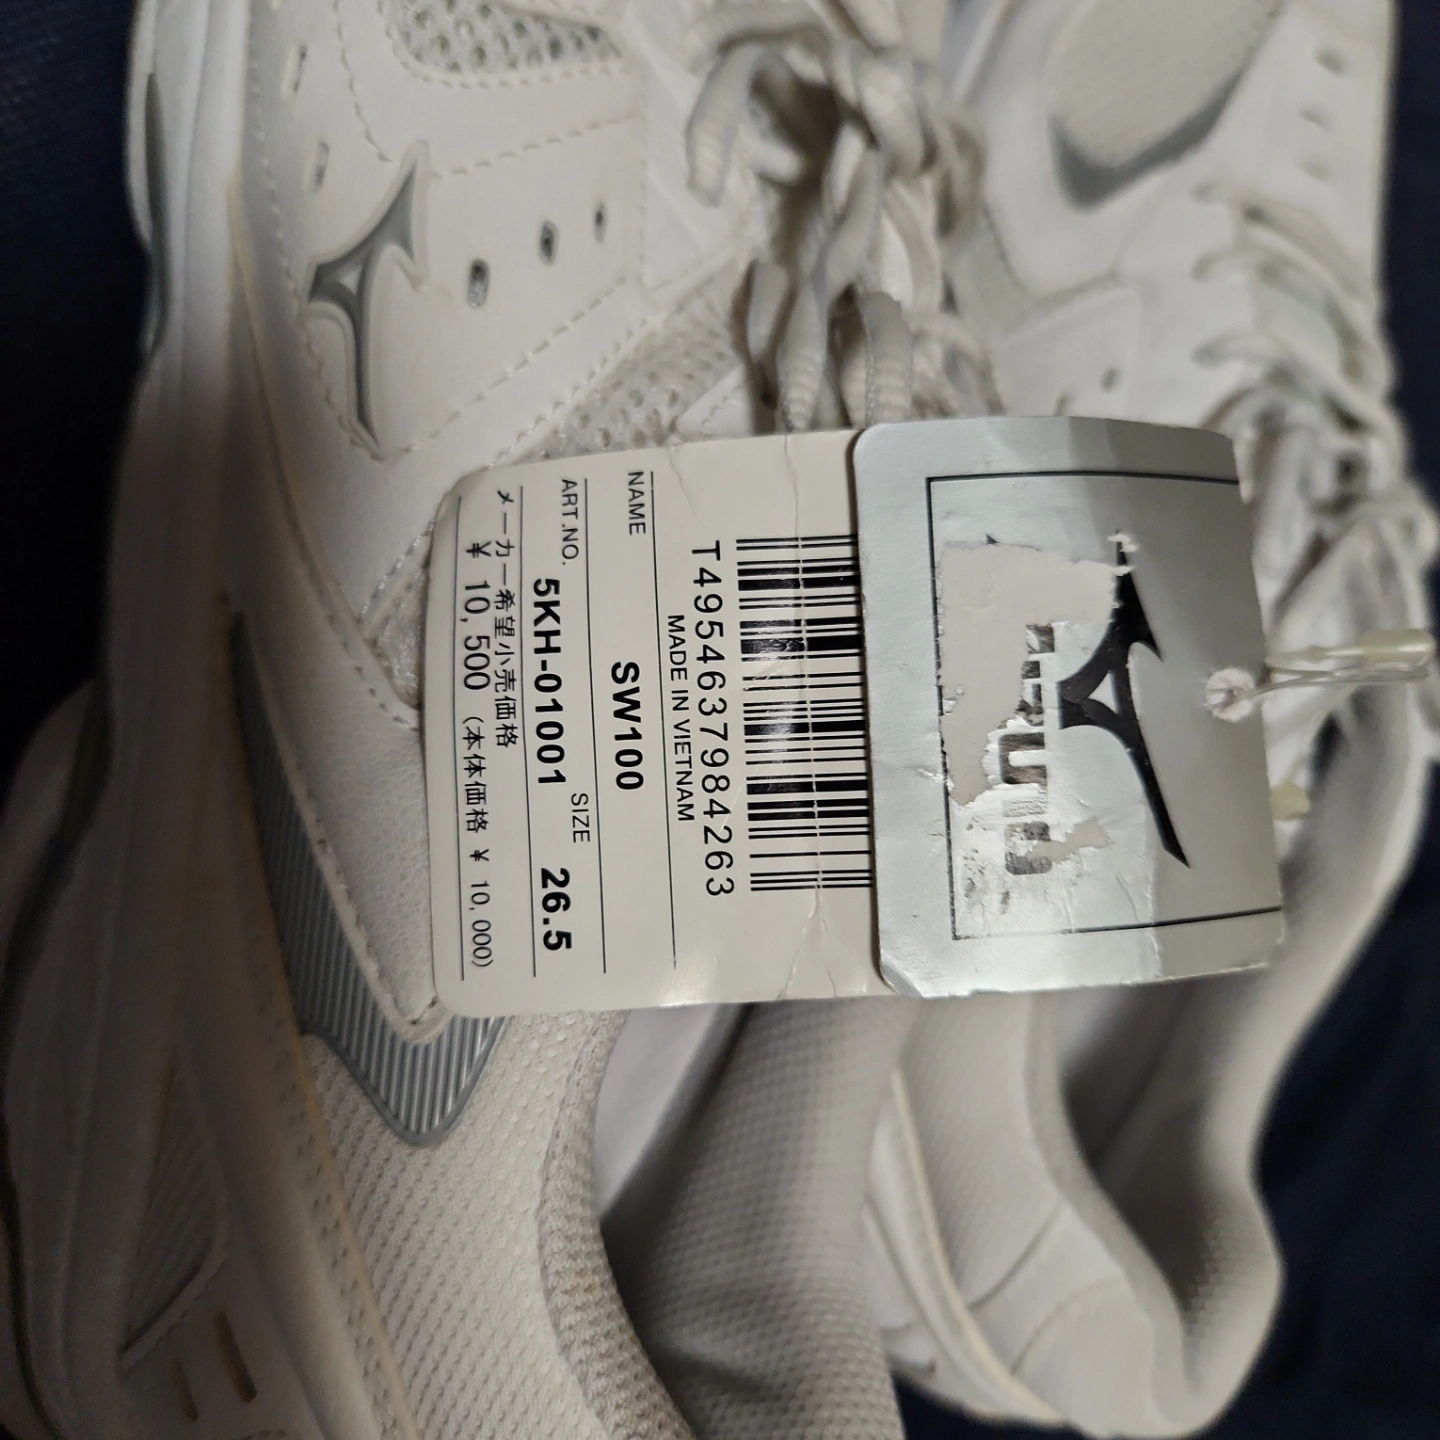 T4954637984263
MADE IN VIETNAM
NAME
SW100
ART.NO. SIZE
5KH-01001 26.5
メーカー希望小売価格
¥ 10,500 (本体価格 ¥ 10,000)